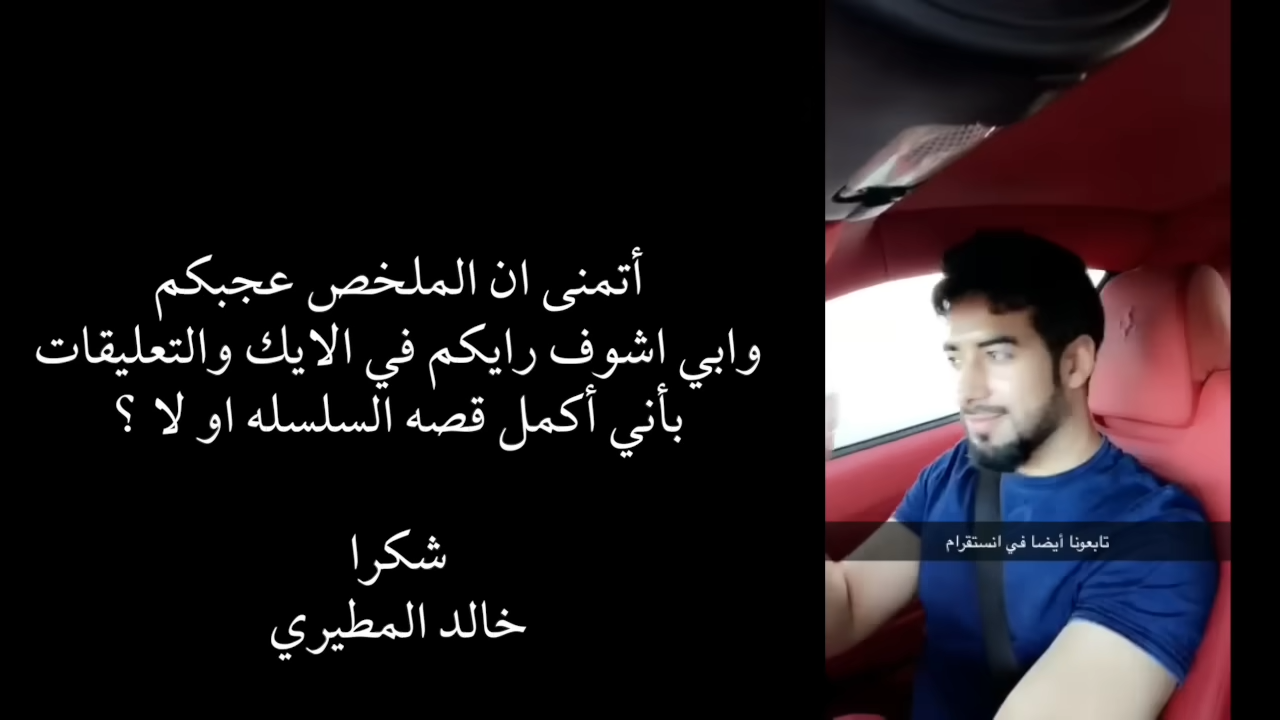 أتمنى ان الملخص عجبكم
وابي اشوف رايكم في الايك والتعليقات
بأني أكمل قصه السلسله او لا ؟
شكرا
خالد المطيري
تابعونا أيضا في انستقرام